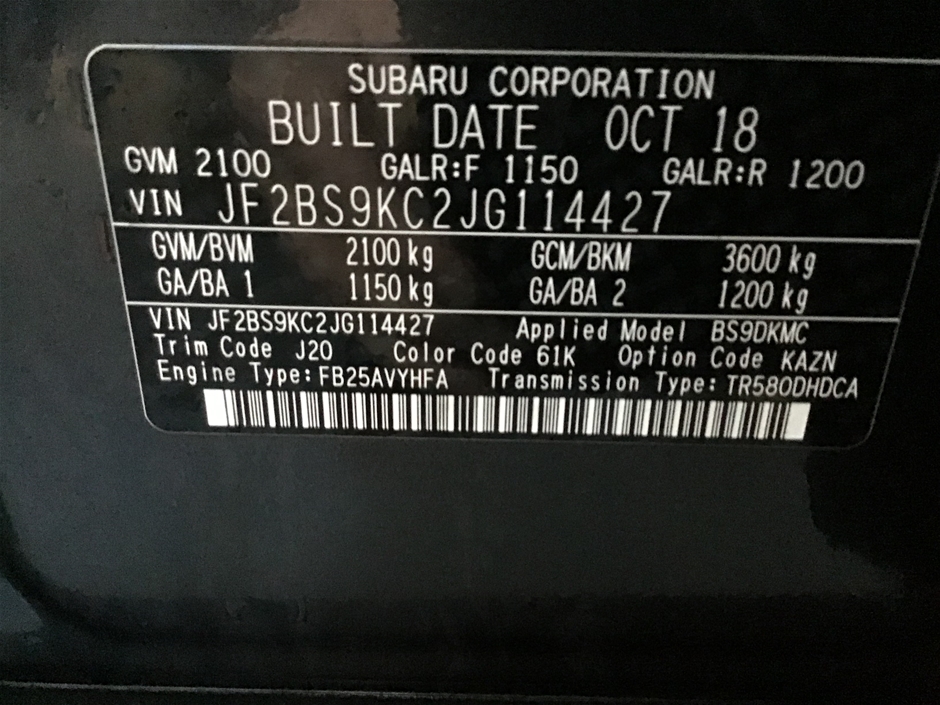 SUBARU CORPORATION
BUILT DATE OCT 18
GVM 2100 GALR:F 1150 GALR:R 1200
VIN JF2BS9KC2JG114427
GVM/BVM 2100 kg GCM/BKM 3600 kg
GA/BA 1 1150 kg GA/BA 2 1200 kg
VIN JF2BS9KC2JG114427 Applied Model BS9DKMC
Trim Code J20 Color Code 61K Option Code KAZN
Engine Type:FB25AVYHFA Transmission Type:TR580DHDCA